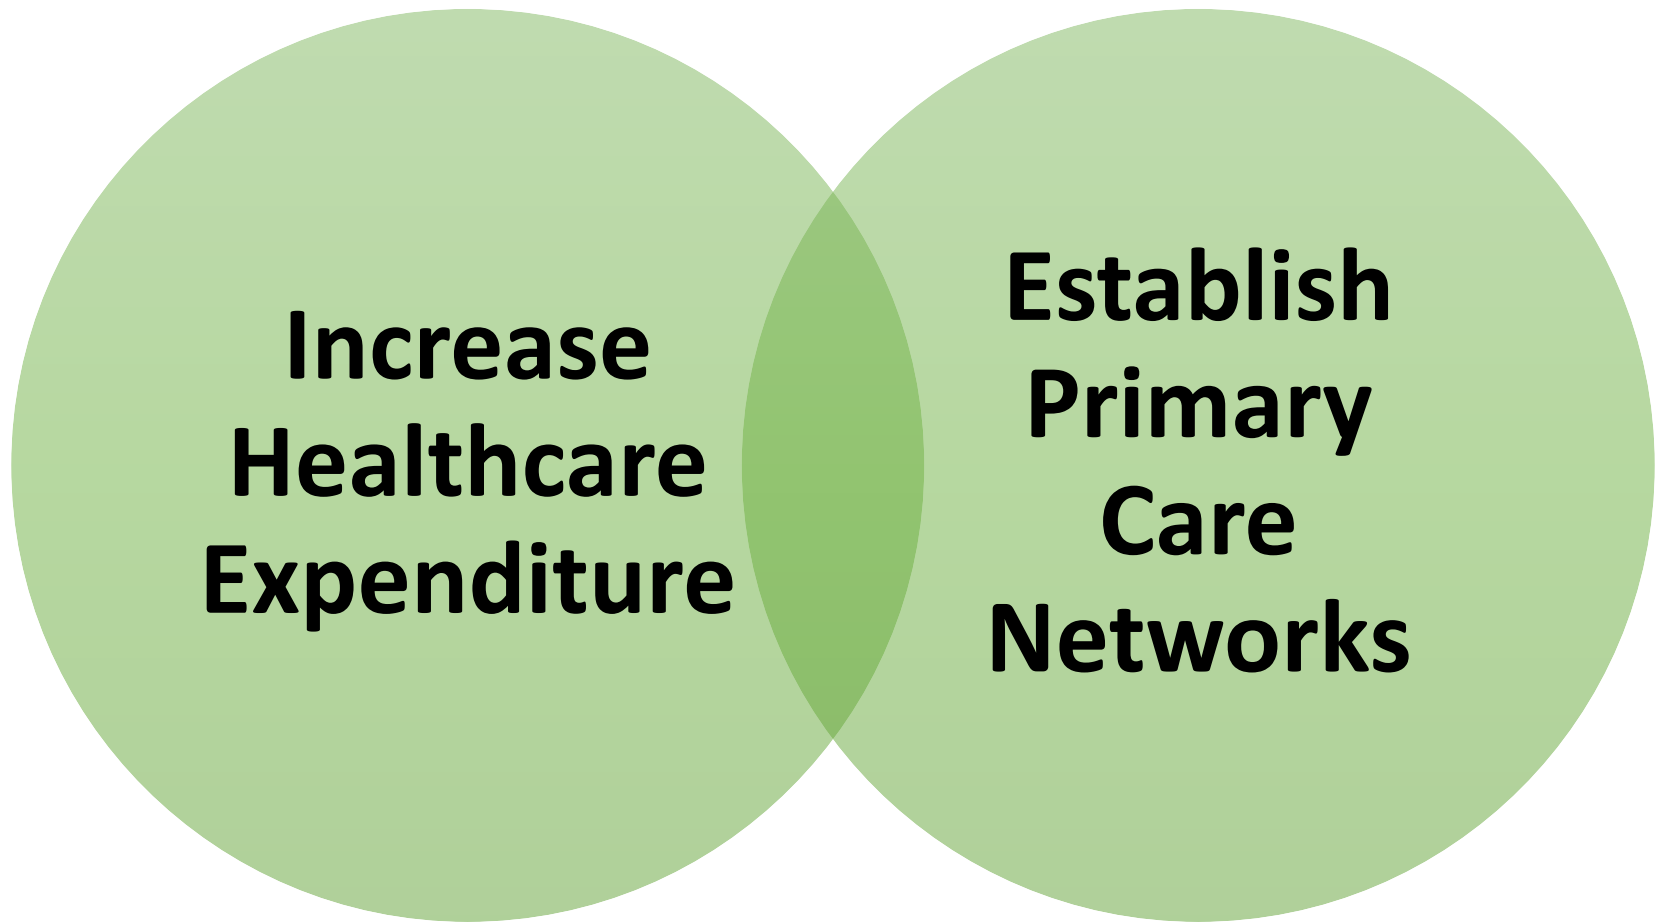 Increase
Healthcare
Expenditure
Establish
Primary
Care
Networks